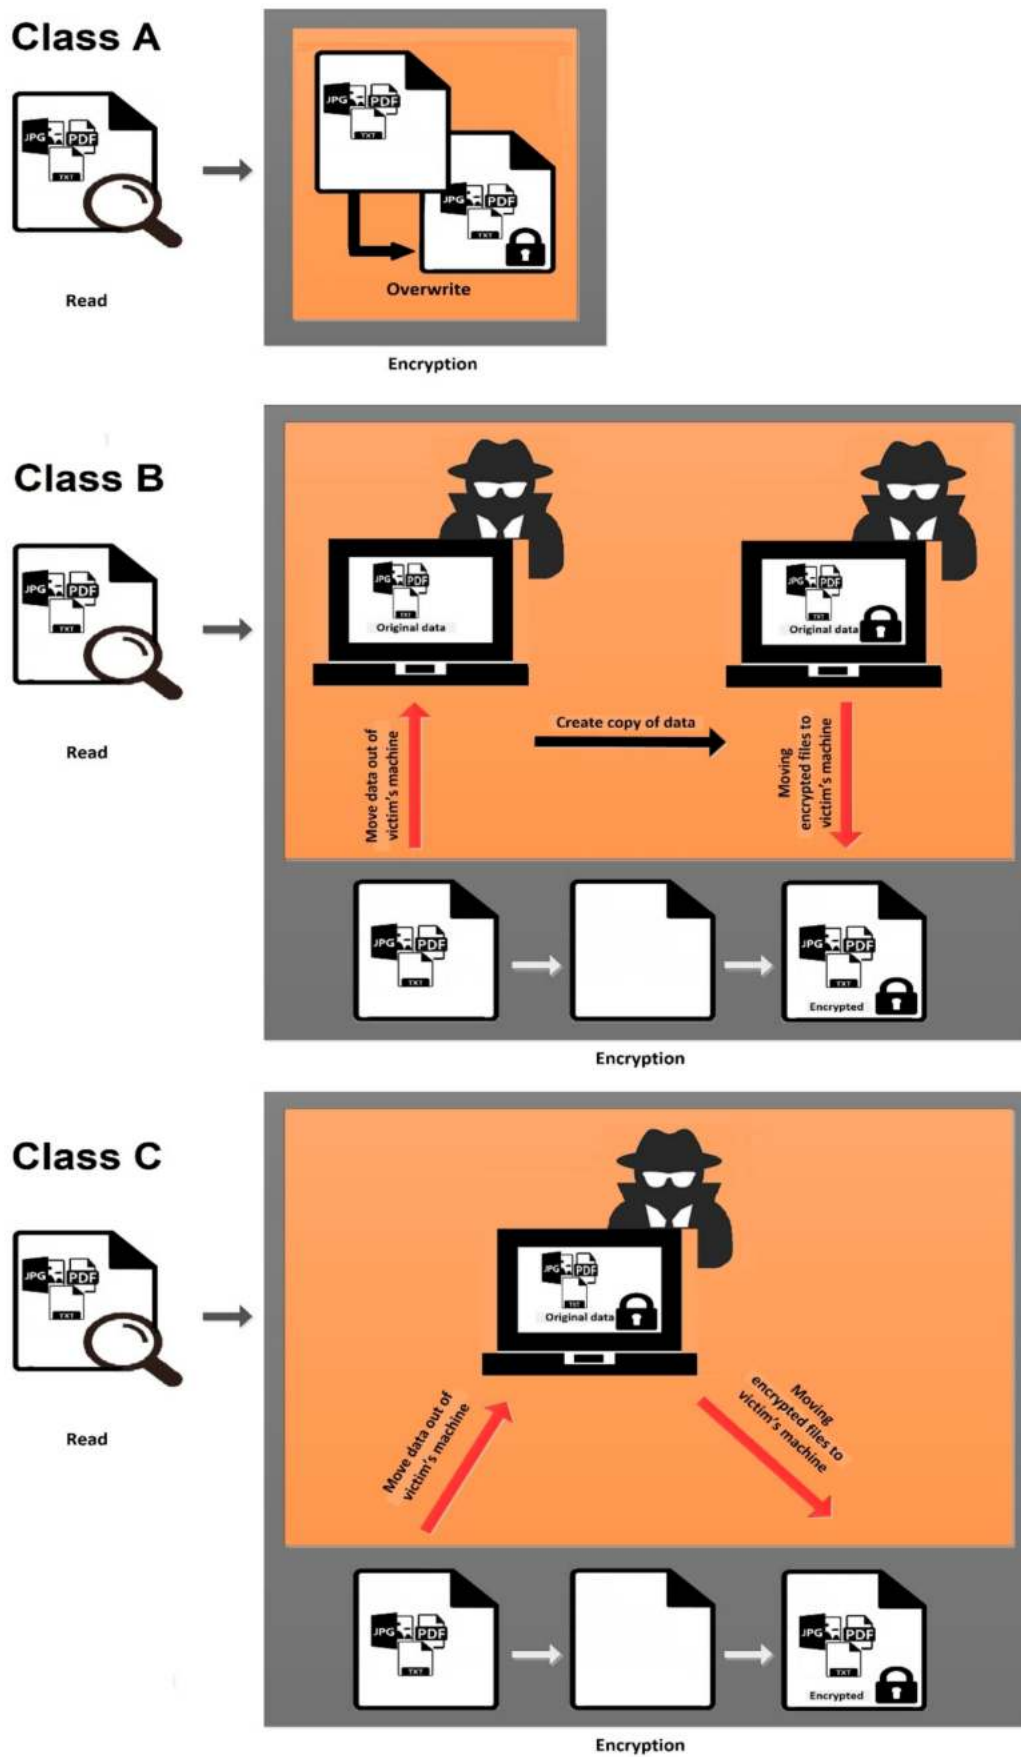 Class A
JPG
PDF
TXT
Read
JPG
PDF
TXT
JPG
PDF
TXT
Overwrite
Encryption
Class B
JPG
PDF
TXT
Read
JPG
PDF
TXT
Original data
JPG
PDF
TXT
Original data
Move data out of
victim's machine
Create copy of data
Moving
encrypted files to
victim's machine
JPG
PDF
TXT
JPG
PDF
TXT
Encrypted
Encryption
Class C
JPG
PDF
TXT
Read
JPG
PDF
TXT
Original data
Move data out of
victim's machine
Moving
encrypted files to
victim's machine
JPG
PDF
TXT
JPG
PDF
TXT
Encrypted
Encryption